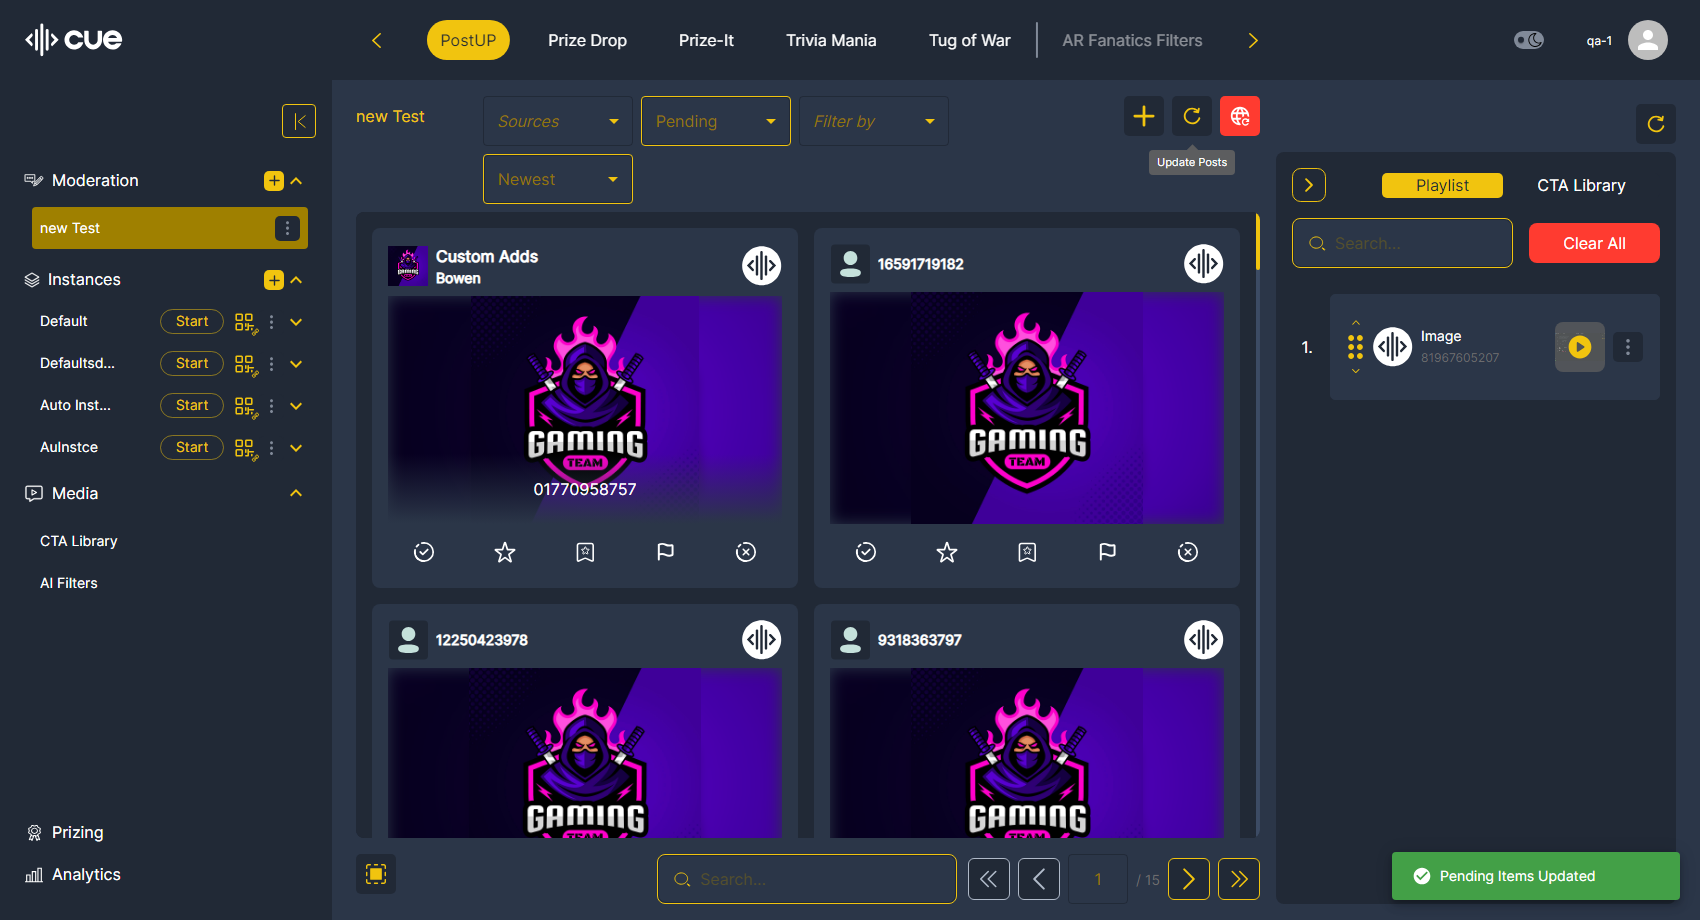 cue
PostUP
Prize Drop
Prize-It
Trivia Mania
Tug of War
AR Fanatics Filters
qa-1
Moderation
new Test
Instances
Default
Start
Defaultsd...
Start
Auto Inst...
Start
AuInstce
Start
Media
CTA Library
AI Filters
Prizing
Analytics
new Test
Sources
Pending
Filter by
Newest
Update Posts
Custom Adds
Bowen
GAMING
TEAM
01770958757
16591719182
GAMING
TEAM
12250423978
GAMING
TEAM
9318363797
GAMING
TEAM
Search...
1
/ 15
Playlist
CTA Library
Search...
Clear All
1.
Image
81967605207
Pending Items Updated